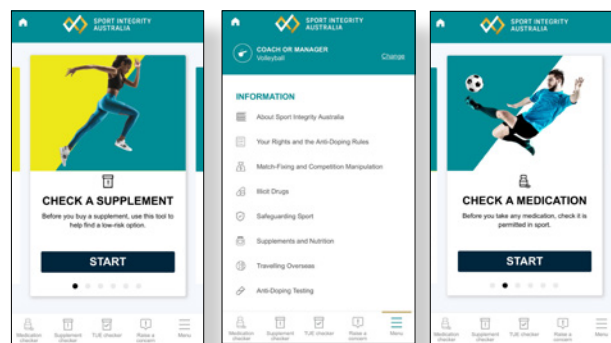 SPORT INTEGRITY
AUSTRALIA
CHECK A SUPPLEMENT
Before you buy a supplement, use this tool to
help find a low-risk option.
START
Medication
checker
Supplement
checker
TUE checker
Raise a
concern
Menu
SPORT INTEGRITY
AUSTRALIA
COACH OR MANAGER
Volleyball
Change
INFORMATION
About Sport Integrity Australia
Your Rights and the Anti-Doping Rules
Match-Fixing and Competition Manipulation
Illicit Drugs
Safeguarding Sport
Supplements and Nutrition
Travelling Overseas
Anti-Doping Testing
Medication
checker
Supplement
checker
TUE checker
Raise a
concern
Menu
SPORT INTEGRITY
AUSTRALIA
CHECK A MEDICATION
Before you take any medication, check it is
permitted in sport.
START
Medication
checker
Supplement
checker
TUE checker
Raise a
concern
Menu